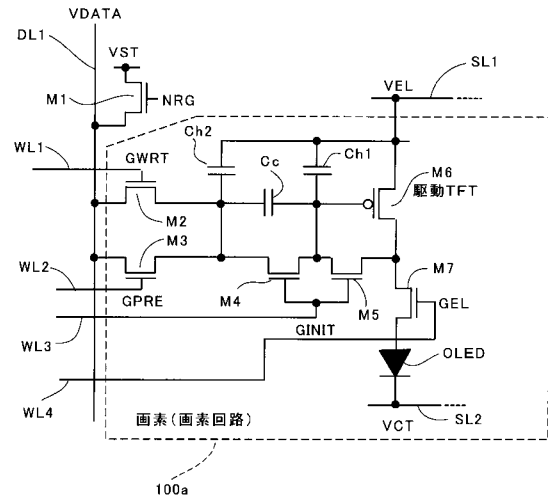 VDATA
DL1
VST
M1
NRG
VEL
SL1
Ch2
Ch1
WL1
GWRT
Cc
M6
駆動TFT
M2
M3
M7
WL2
GPRE
M4
M5
GEL
GINIT
WL3
OLED
WL4
画素(画素回路)
VCT
SL2
100a